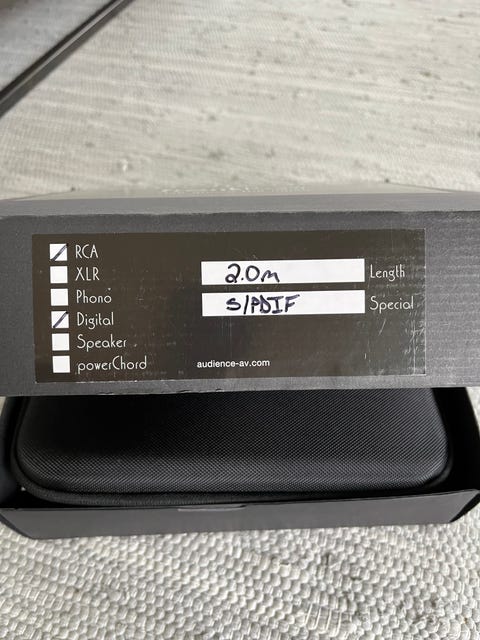 RCA
XLR
Phono
Digital
Speaker
powerChord
2.0m Length
S/PDIF Special
audience-av.com